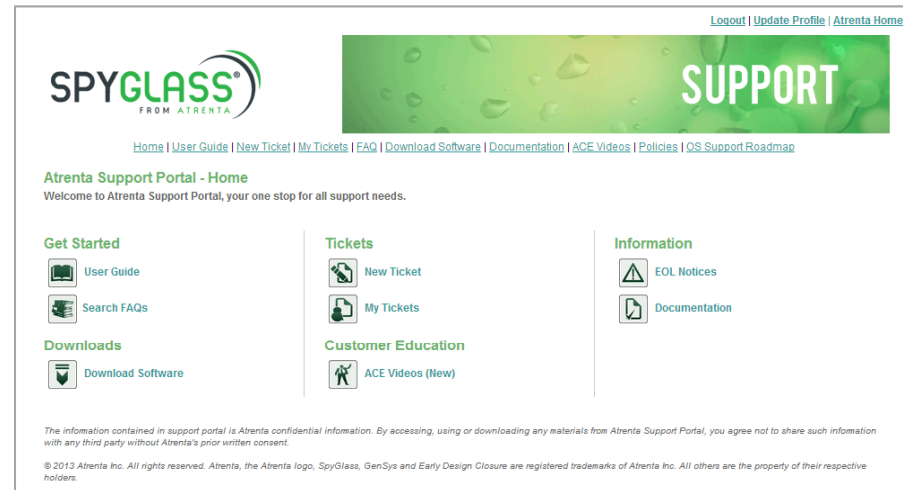 Logout | Update Profile | Atrenta Home
SPYGLASS®
FROM ATRENTA
SUPPORT
Home | User Guide | New Ticket | My Tickets | FAQ | Download Software | Documentation | ACE Videos | Policies | OS Support Roadmap
Atrenta Support Portal - Home
Welcome to Atrenta Support Portal, your one stop for all support needs.
Get Started
User Guide
Search FAQs
Downloads
Download Software
Tickets
New Ticket
My Tickets
Customer Education
ACE Videos (New)
Information
EOL Notices
Documentation
The information contained in support portal is Atrenta confidential information. By accessing, using or downloading any materials from Atrenta Support Portal, you agree not to share such information
with any third party without Atrenta's prior written consent.
© 2013 Atrenta Inc. All rights reserved. Atrenta, the Atrenta logo, SpyGlass, GenSys and Early Design Closure are registered trademarks of Atrenta Inc. All others are the property of their respective
holders.